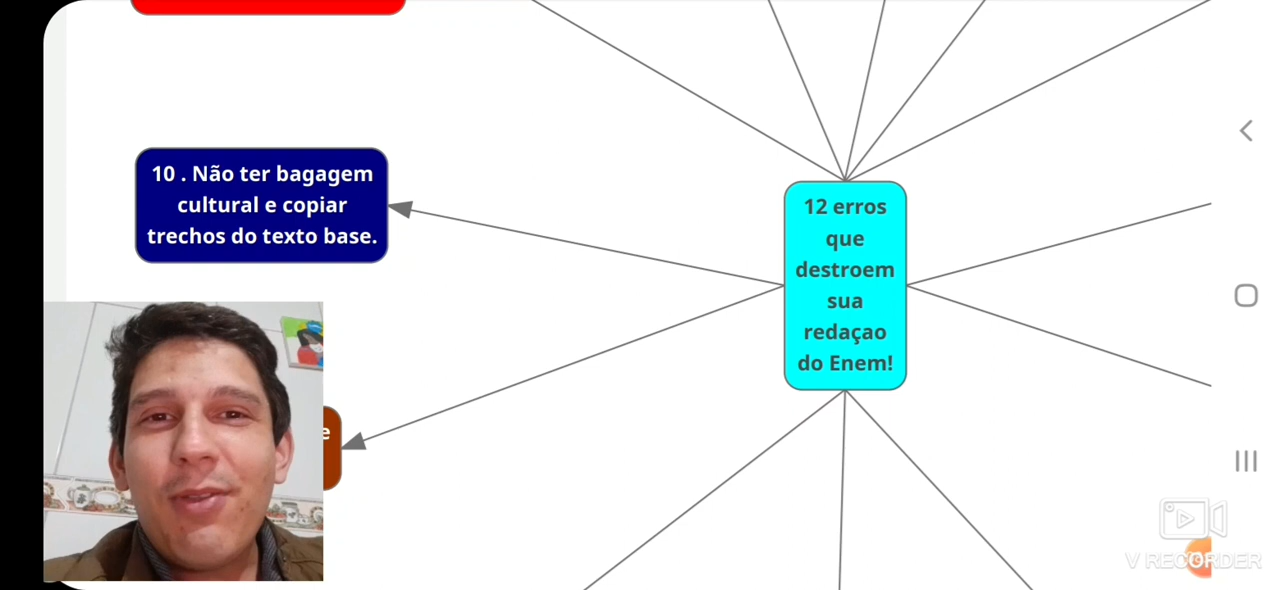 10 . Não ter bagagem
cultural e copiar
trechos do texto base.
12 erros
que
destroem
sua
redaçao
do Enem!
e
V RECORDER